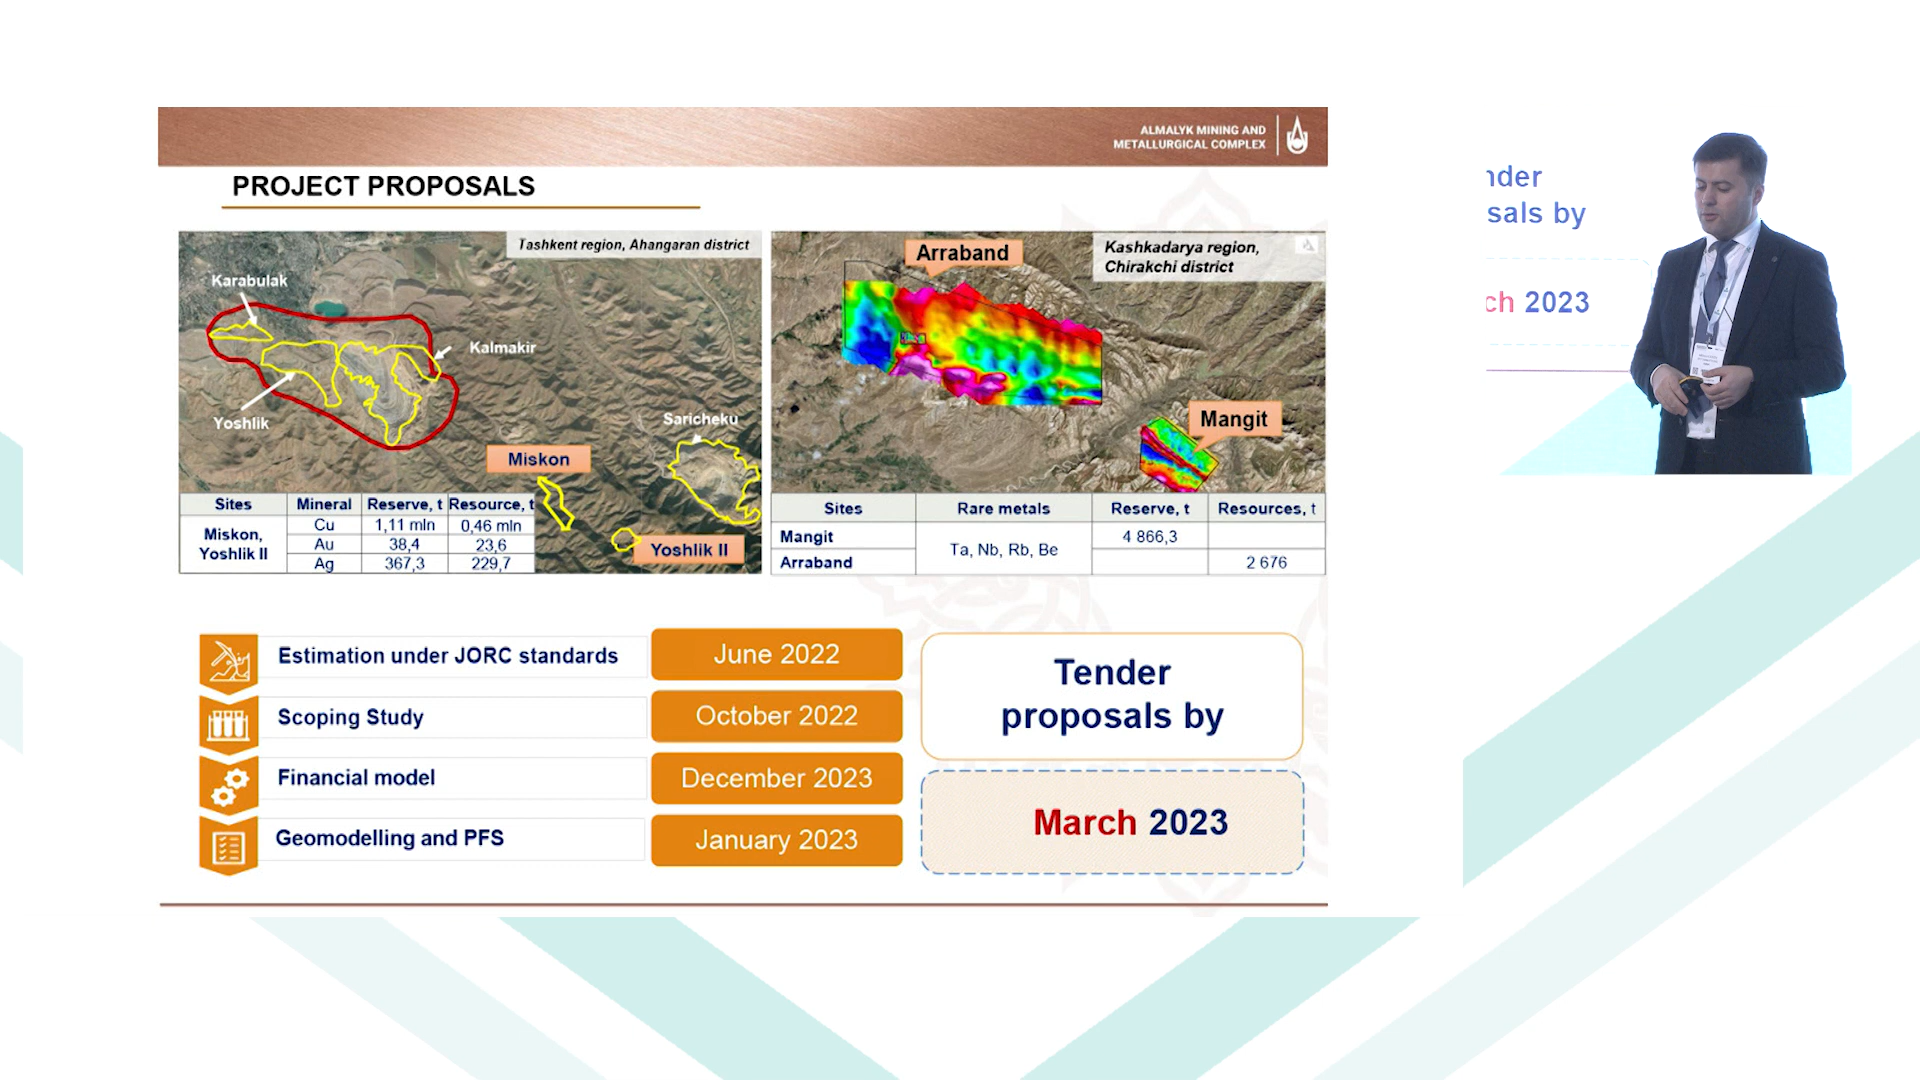 ALMALYK MINING AND
METALLURGICAL COMPLEX
PROJECT PROPOSALS
Tashkent region, Ahangaran district
Karabulak
Kalmakir
Yoshlik
Saricheku
Miskon
Yoshlik II
Sites Mineral Reserve, t Resource, t
Miskon,
Yoshlik II
Cu 1,11 mln 0,46 mln
Au 38,4 23,6
Ag 367,3 229,7
Arraband
Kashkadarya region,
Chirakchi district
Mangit
Sites Rare metals Reserve, t Resources, t
Mangit Ta, Nb, Rb, Be 4 866,3
Arraband 2 676
Estimation under JORC standards June 2022
Scoping Study October 2022
Financial model December 2023
Geomodelling and PFS January 2023
Tender
proposals by
March 2023
nder
sals by
ch 2023